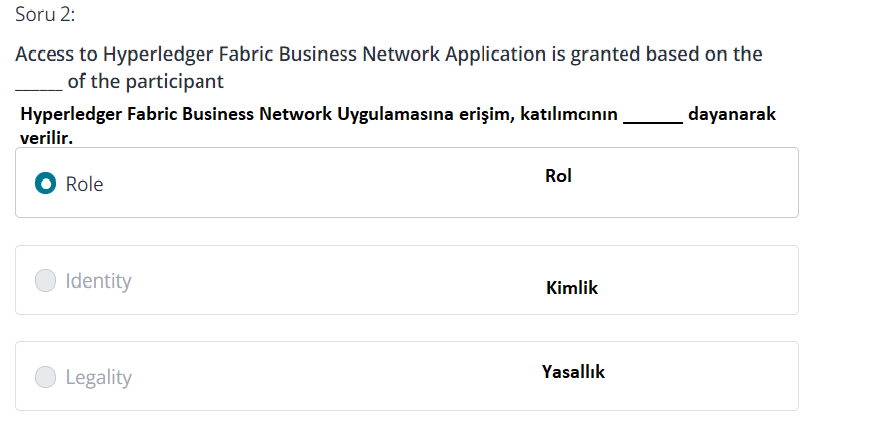 Soru 2:
Access to Hyperledger Fabric Business Network Application is granted based on the
______ of the participant
Hyperledger Fabric Business Network Uygulamasına erişim, katılımcının ______ dayanarak
verilir.
Role Rol
Identity Kimlik
Legality Yasallık